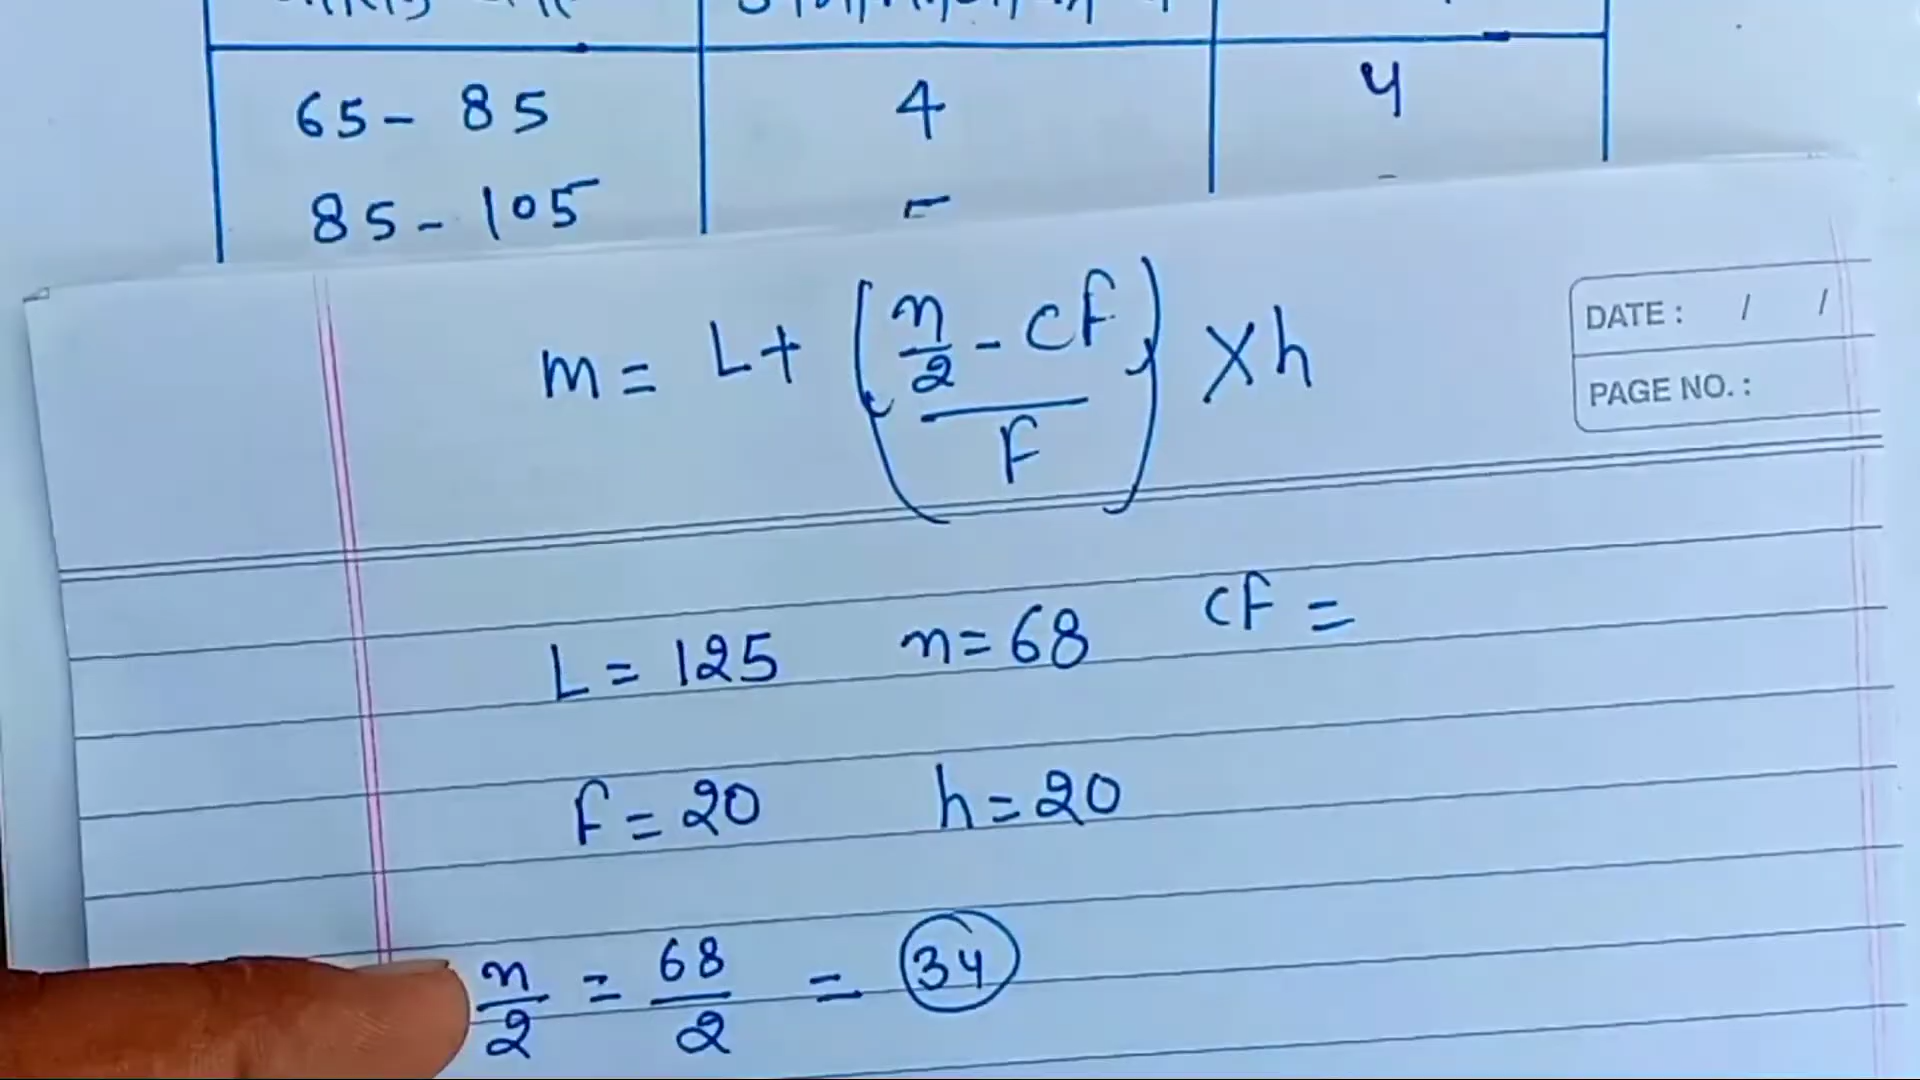 65 - 85 4 4
85 - 105
m = L + (n/2 - cf / f) × h
DATE : / /
PAGE NO. :
L = 125 n = 68 cf =
f = 20 h = 20
n/2 = 68/2 = 34